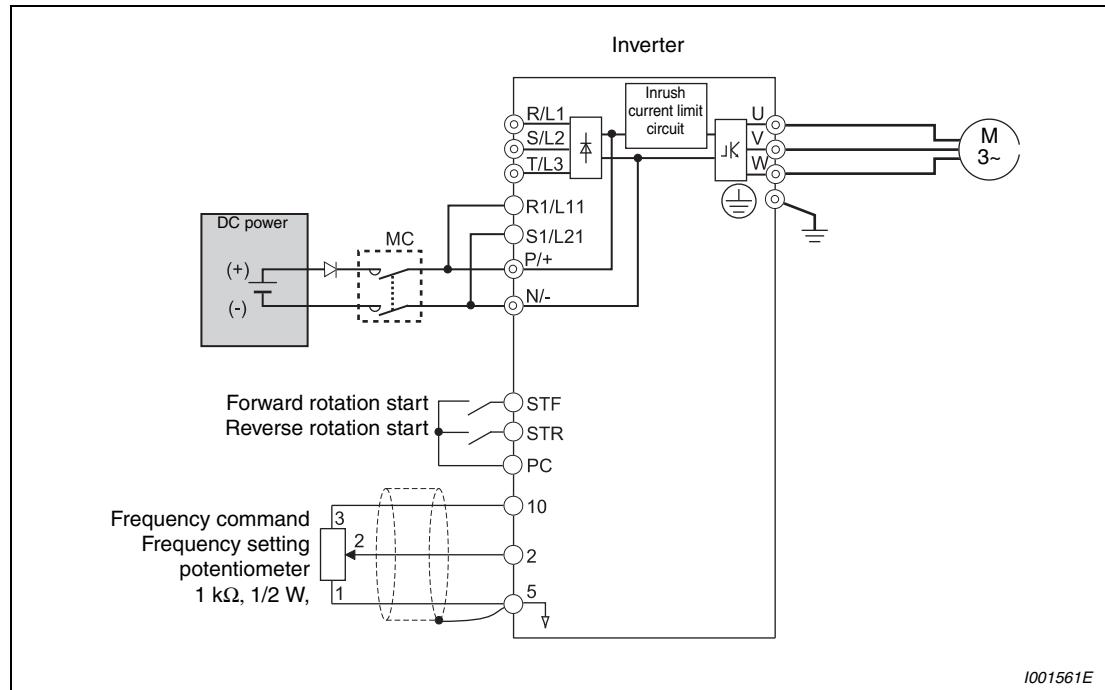 Inverter
Inrush
current limit
circuit
R/L1
S/L2
T/L3
U
V
W
M
3~
R1/L11
S1/L21
DC power
MC
P/+
(+)
N/-
(-)
Forward rotation start
STF
Reverse rotation start
STR
PC
10
Frequency command
3
Frequency setting
2
2
potentiometer
1 kΩ, 1/2 W,
1
5
I001561E